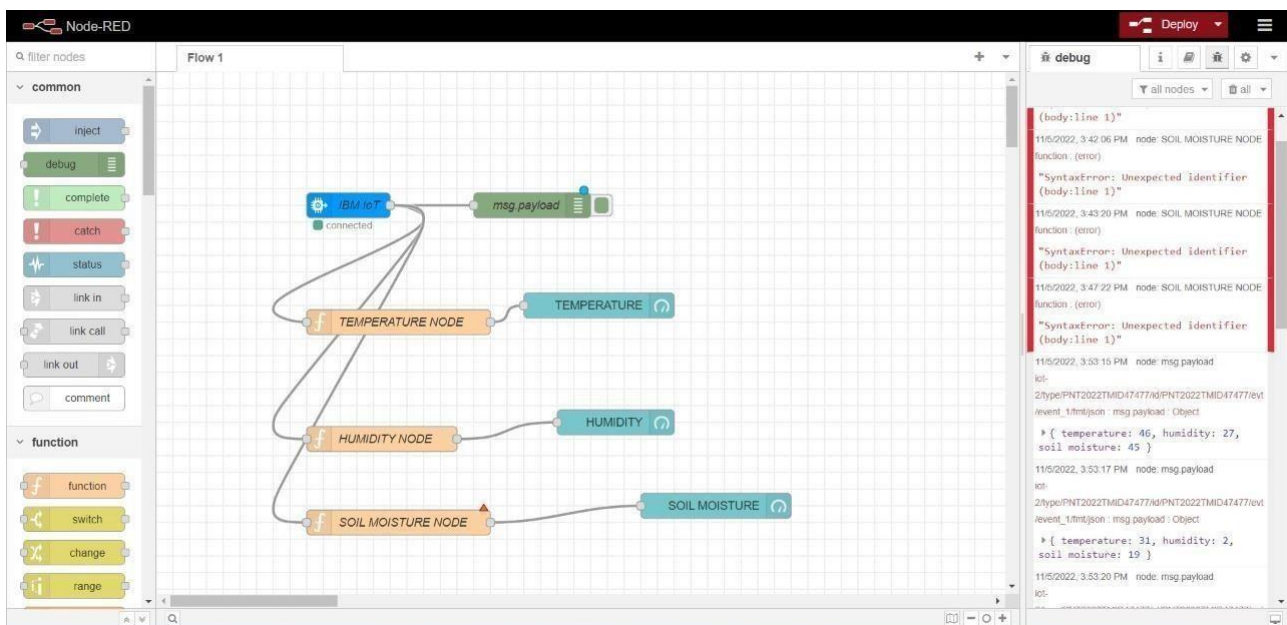 Node-RED
Deploy
filter nodes
Flow 1
debug
i
common
all nodes
all
inject
debug
complete
catch
status
link in
link call
link out
comment
function
function
switch
change
range
IBM IoT
connected
msg.payload
TEMPERATURE NODE
TEMPERATURE
HUMIDITY NODE
HUMIDITY
SOIL MOISTURE NODE
SOIL MOISTURE
(body:line 1)"
11/5/2022, 3:42:06 PM node: SOIL MOISTURE NODE
function : (error)
"SyntaxError: Unexpected identifier
(body:line 1)"
11/5/2022, 3:43:20 PM node: SOIL MOISTURE NODE
function : (error)
"SyntaxError: Unexpected identifier
(body:line 1)"
11/5/2022, 3:47:22 PM node: SOIL MOISTURE NODE
function : (error)
"SyntaxError: Unexpected identifier
(body:line 1)"
11/5/2022, 3:53:15 PM node: msg.payload
iot-
2/type/PNT2022TMID47477/id/PNT2022TMID47477/evt
/event_1/fmt/json : msg.payload : Object
{ temperature: 46, humidity: 27,
soil moisture: 45 }
11/5/2022, 3:53:17 PM node: msg.payload
iot-
2/type/PNT2022TMID47477/id/PNT2022TMID47477/evt
/event_1/fmt/json : msg.payload : Object
{ temperature: 31, humidity: 2,
soil moisture: 19 }
11/5/2022, 3:53:20 PM node: msg.payload
iot-